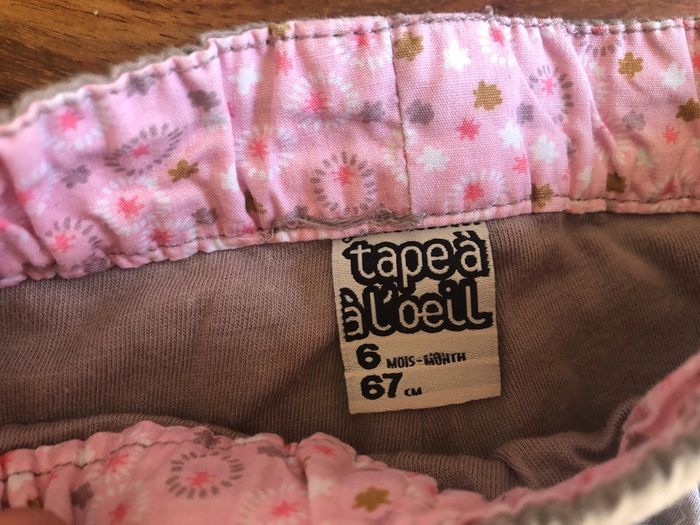 tape à
à l'oeil
6 MOIS-MONTH
67 CM